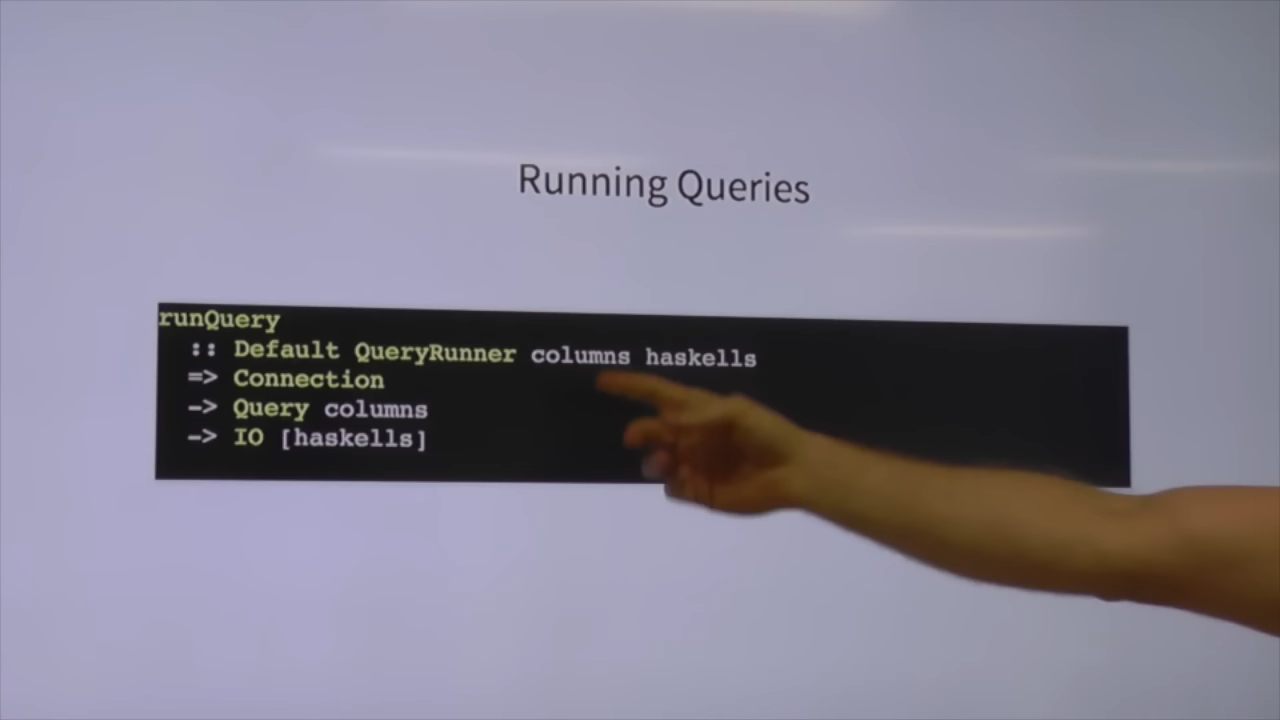 Running Queries
runQuery
:: Default QueryRunner columns haskells
=> Connection
-> Query columns
-> IO [haskells]